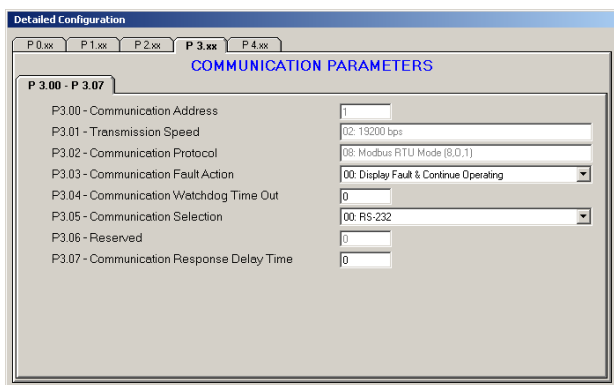 Detailed Configuration
P 0.xx P 1.xx P 2.xx P 3.xx P 4.xx
COMMUNICATION PARAMETERS
P 3.00 - P 3.07
P3.00 - Communication Address 1
P3.01 - Transmission Speed 02: 19200 bps
P3.02 - Communication Protocol 08: Modbus RTU Mode (8,O,1)
P3.03 - Communication Fault Action 00: Display Fault & Continue Operating
P3.04 - Communication Watchdog Time Out 0
P3.05 - Communication Selection 00: RS-232
P3.06 - Reserved 0
P3.07 - Communication Response Delay Time 0